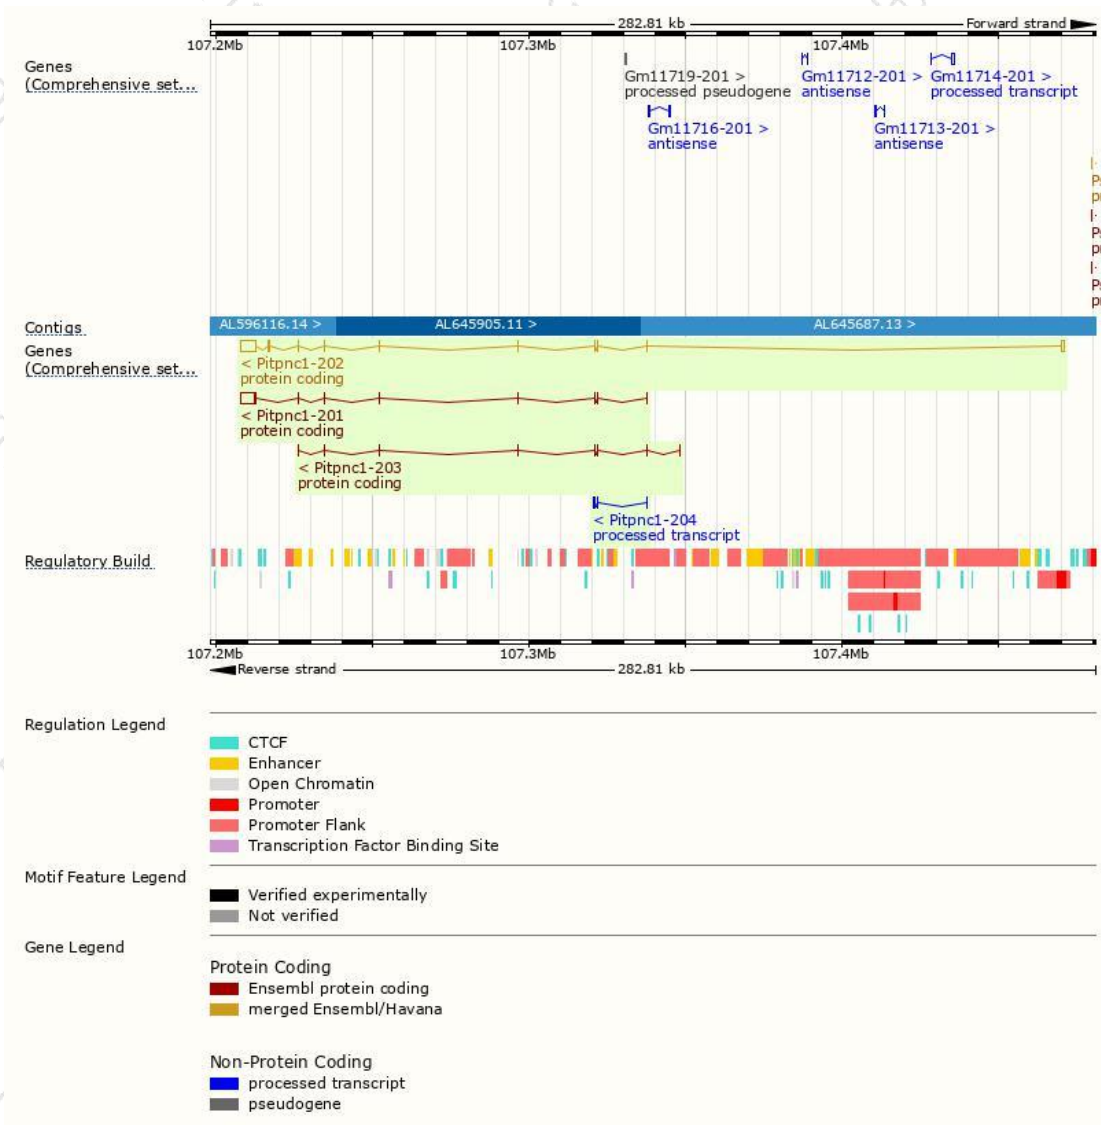 282.81 kb Forward strand
107.2Mb 107.3Mb 107.4Mb
Genes
(Comprehensive set...
Gm11719-201 > Gm11712-201 > Gm11714-201 >
processed pseudogene antisense processed transcript
Gm11716-201 > Gm11713-201 >
antisense antisense
P
p
P
p
P
p
Contigs AL596116.14 > AL645905.11 > AL645687.13 >
Genes
(Comprehensive set...
< Pitpnc1-202
protein coding
< Pitpnc1-201
protein coding
< Pitpnc1-203
protein coding
< Pitpnc1-204
processed transcript
Regulatory Build
107.2Mb 107.3Mb 107.4Mb
Reverse strand 282.81 kb
Regulation Legend
CTCF
Enhancer
Open Chromatin
Promoter
Promoter Flank
Transcription Factor Binding Site
Motif Feature Legend
Verified experimentally
Not verified
Gene Legend
Protein Coding
Ensembl protein coding
merged Ensembl/Havana
Non-Protein Coding
processed transcript
pseudogene